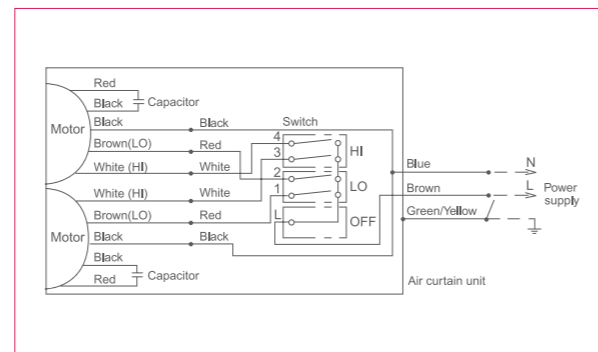 Red
Black Capacitor
Motor Black Black Switch
Brown(LO) Red 4
White (HI) White 3 HI
White (HI) White 2 LO
Brown(LO) Red 1
Motor Black Black L OFF
Black
Red Capacitor
Blue N
Brown L Power
supply
Green/Yellow
Air curtain unit